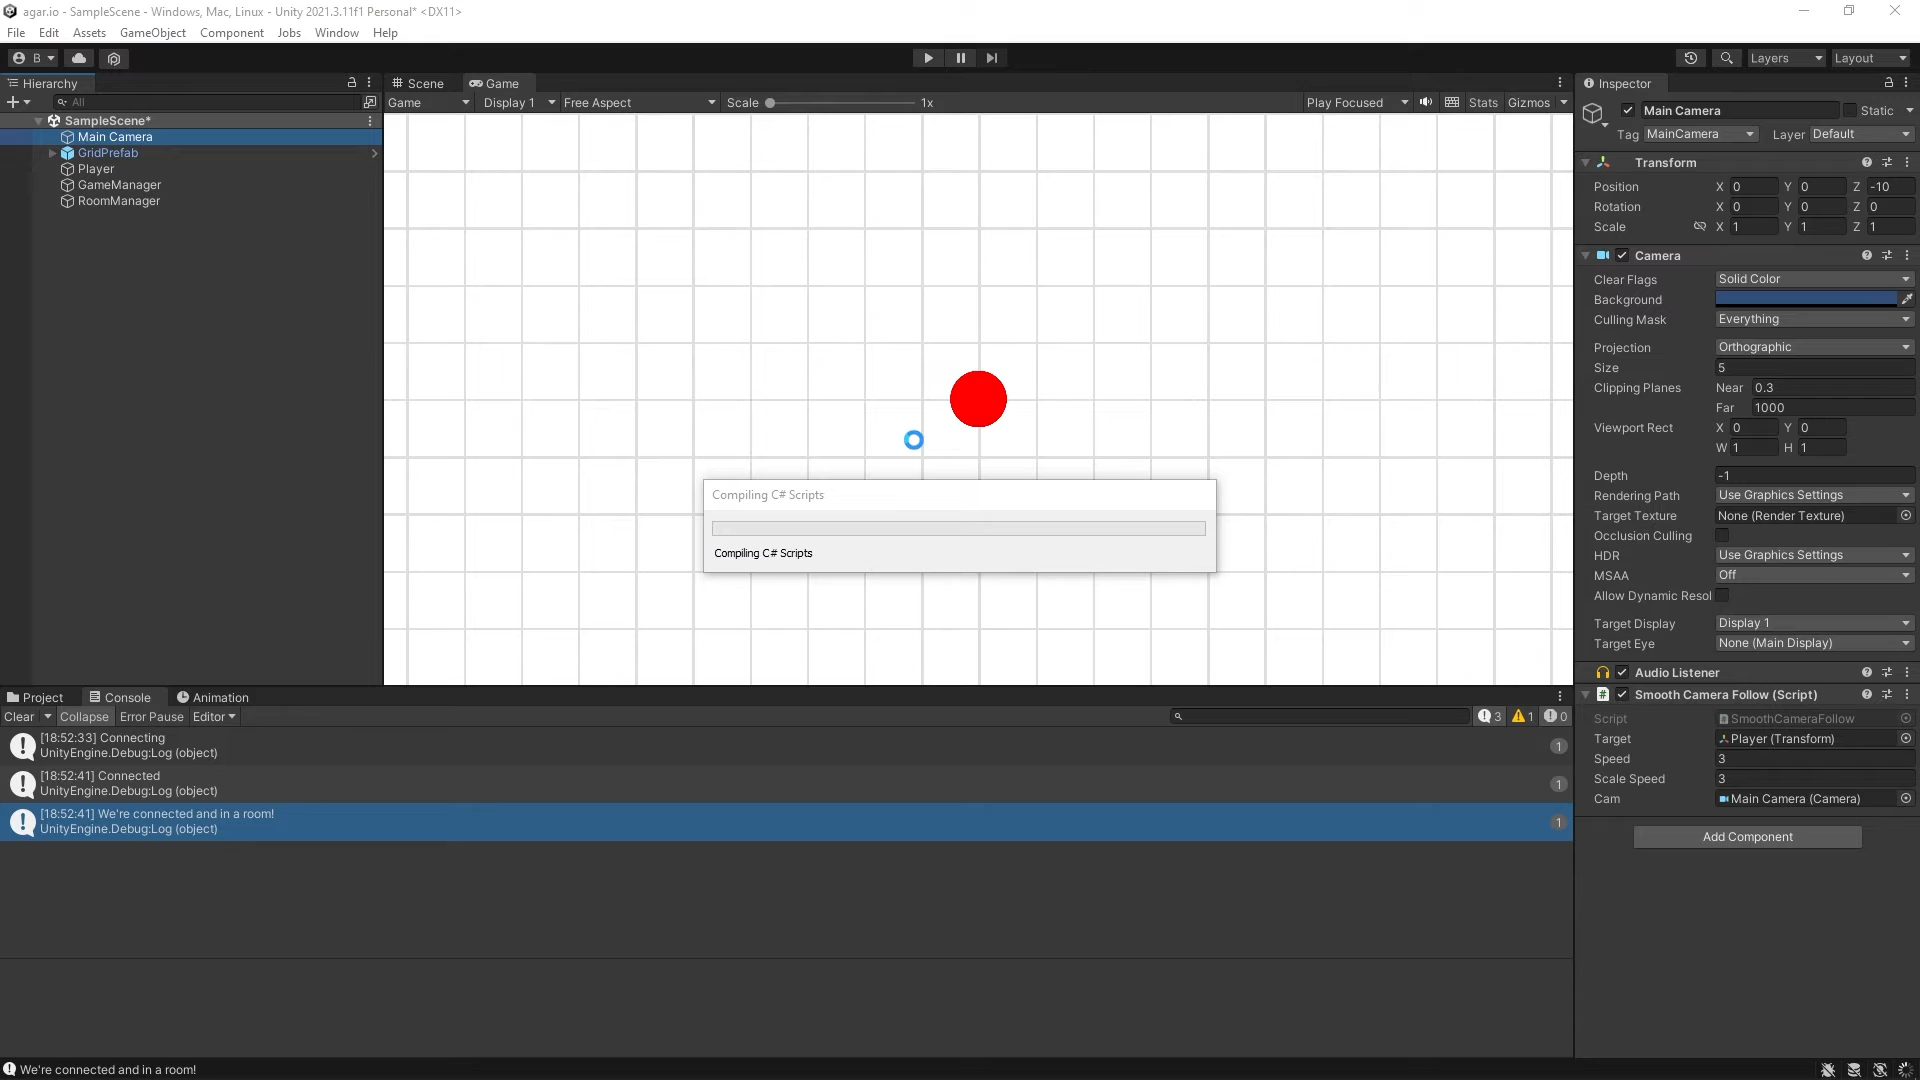 agar.io - SampleScene - Windows, Mac, Linux - Unity 2021.3.11f1 Personal* <DX11>
File Edit Assets GameObject Component Jobs Window Help
B
Layers Layout
Hierarchy
Scene Game
Inspector
All
Game Display 1 Free Aspect Scale 1x Play Focused Stats Gizmos
Main Camera Static
Tag MainCamera Layer Default
SampleScene*
Main Camera
GridPrefab
Player
GameManager
RoomManager
Transform
Position X 0 Y 0 Z -10
Rotation X 0 Y 0 Z 0
Scale X 1 Y 1 Z 1
Camera
Clear Flags Solid Color
Background
Culling Mask Everything
Projection Orthographic
Size 5
Clipping Planes Near 0.3
Far 1000
Viewport Rect X 0 Y 0
W 1 H 1
Depth -1
Rendering Path Use Graphics Settings
Target Texture None (Render Texture)
Occlusion Culling
HDR Use Graphics Settings
MSAA Off
Allow Dynamic Resol
Target Display Display 1
Target Eye None (Main Display)
Audio Listener
Smooth Camera Follow (Script)
Script SmoothCameraFollow
Target Player (Transform)
Speed 3
Scale Speed 3
Cam Main Camera (Camera)
Add Component
Compiling C# Scripts
Compiling C# Scripts
Project Console Animation
Clear Collapse Error Pause Editor 3 1 0
[18:52:33] Connecting
UnityEngine.Debug:Log (object) 1
[18:52:41] Connected
UnityEngine.Debug:Log (object) 1
[18:52:41] We're connected and in a room!
UnityEngine.Debug:Log (object) 1
We're connected and in a room!